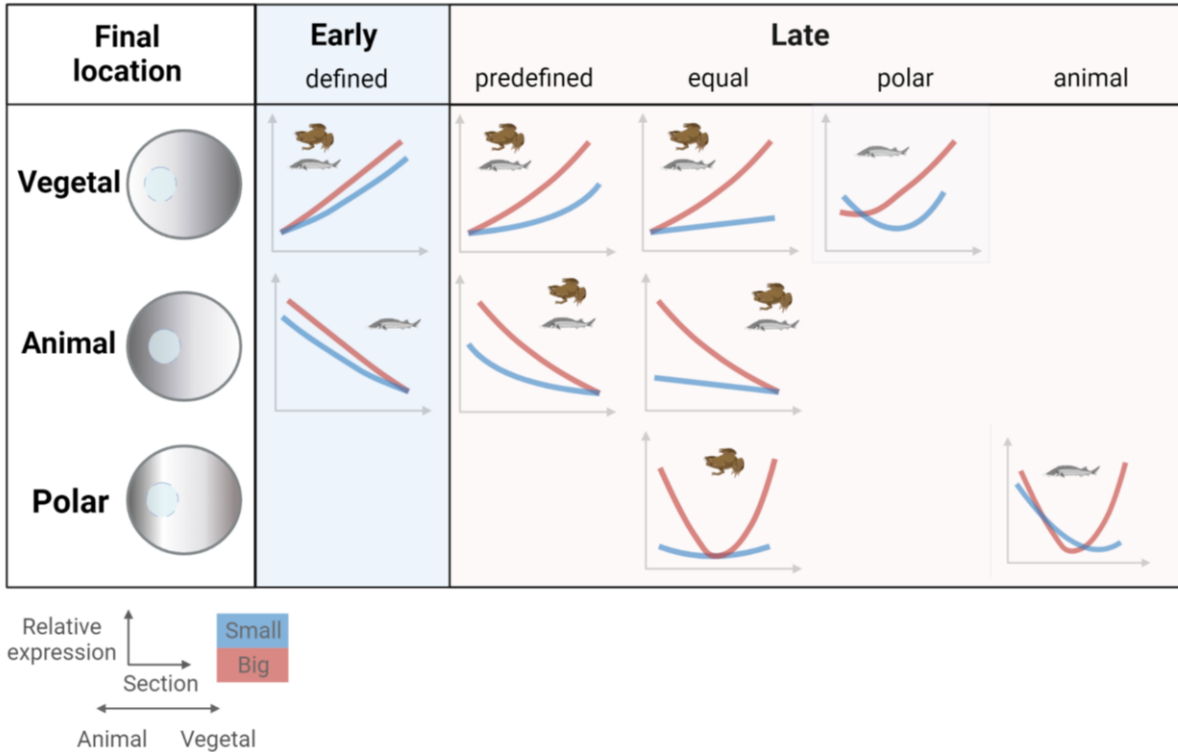 Final
location
Early
defined
Late
predefined
equal
polar
animal
Vegetal
Animal
Polar
Relative
expression
Section
Animal
Vegetal
Small
Big